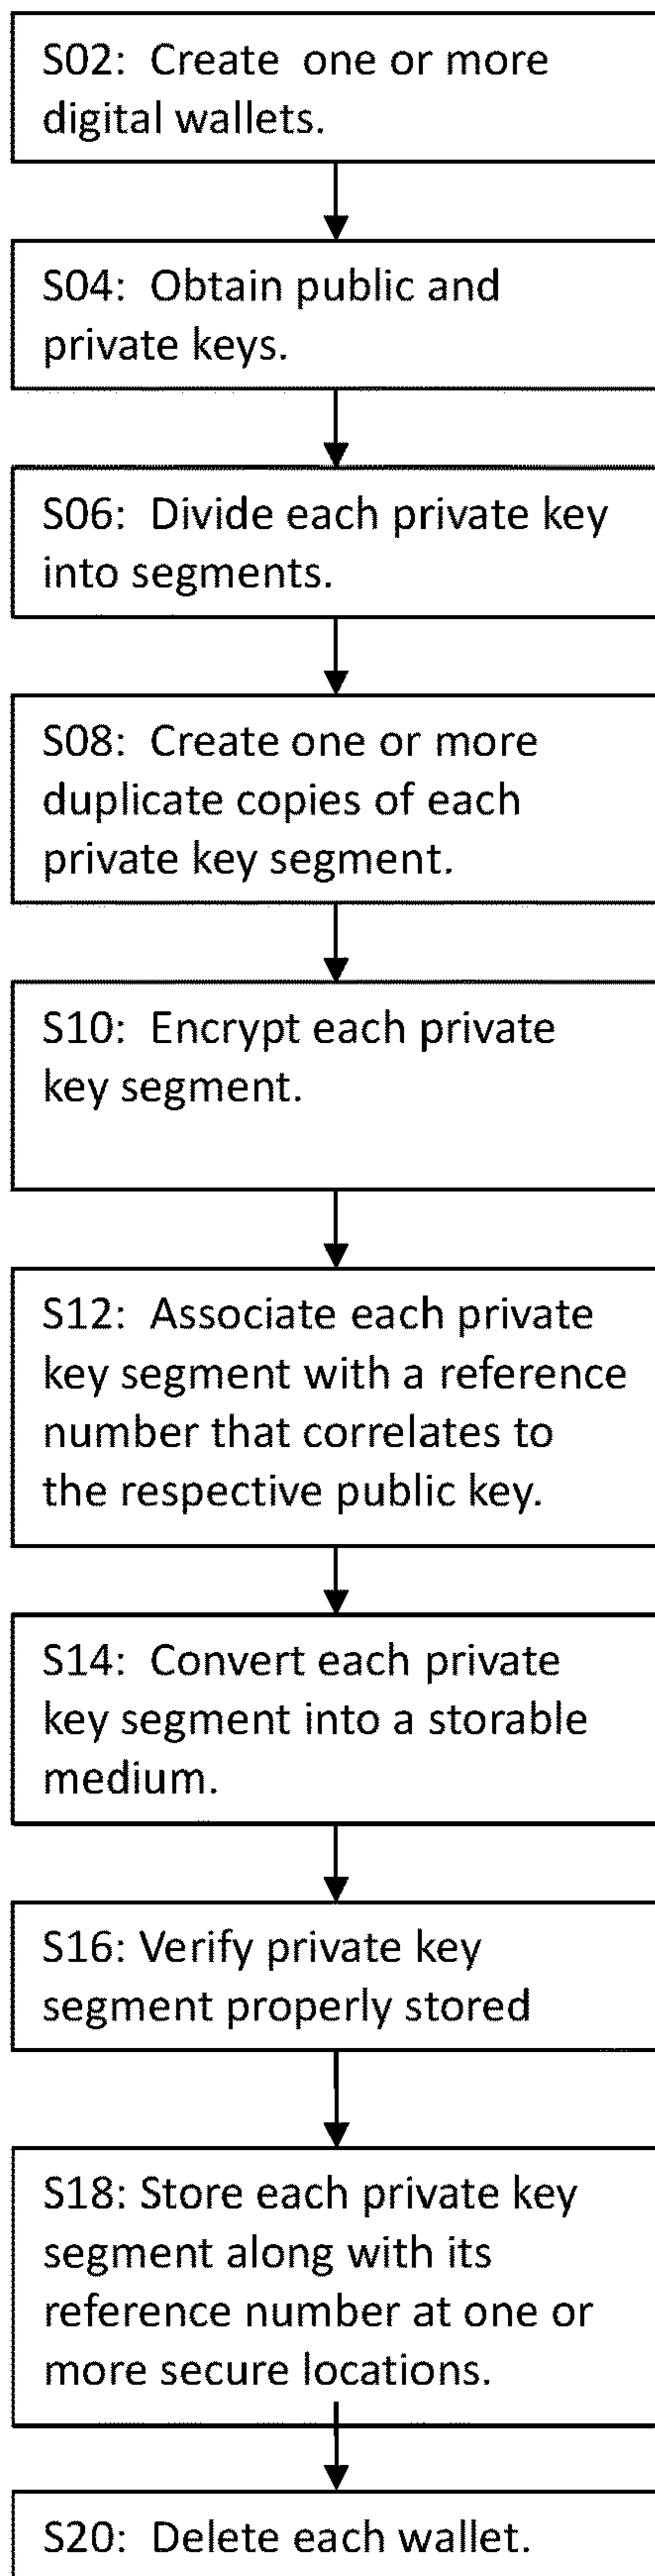 S02:  Create  one or more
digital wallets.
S04:  Obtain public and
private keys.
S06:  Divide each private key
into segments.
S08:  Create one or more
duplicate copies of each
private key segment.
S10:  Encrypt each private
key segment.
S12:  Associate each private
key segment with a reference
number that correlates to
the respective public key.
S14:  Convert each private
key segment into a storable
medium.
S16: Verify private key
segment properly stored
S18: Store each private key
segment along with its
reference number at one or
more secure locations.
S20:  Delete each wallet.